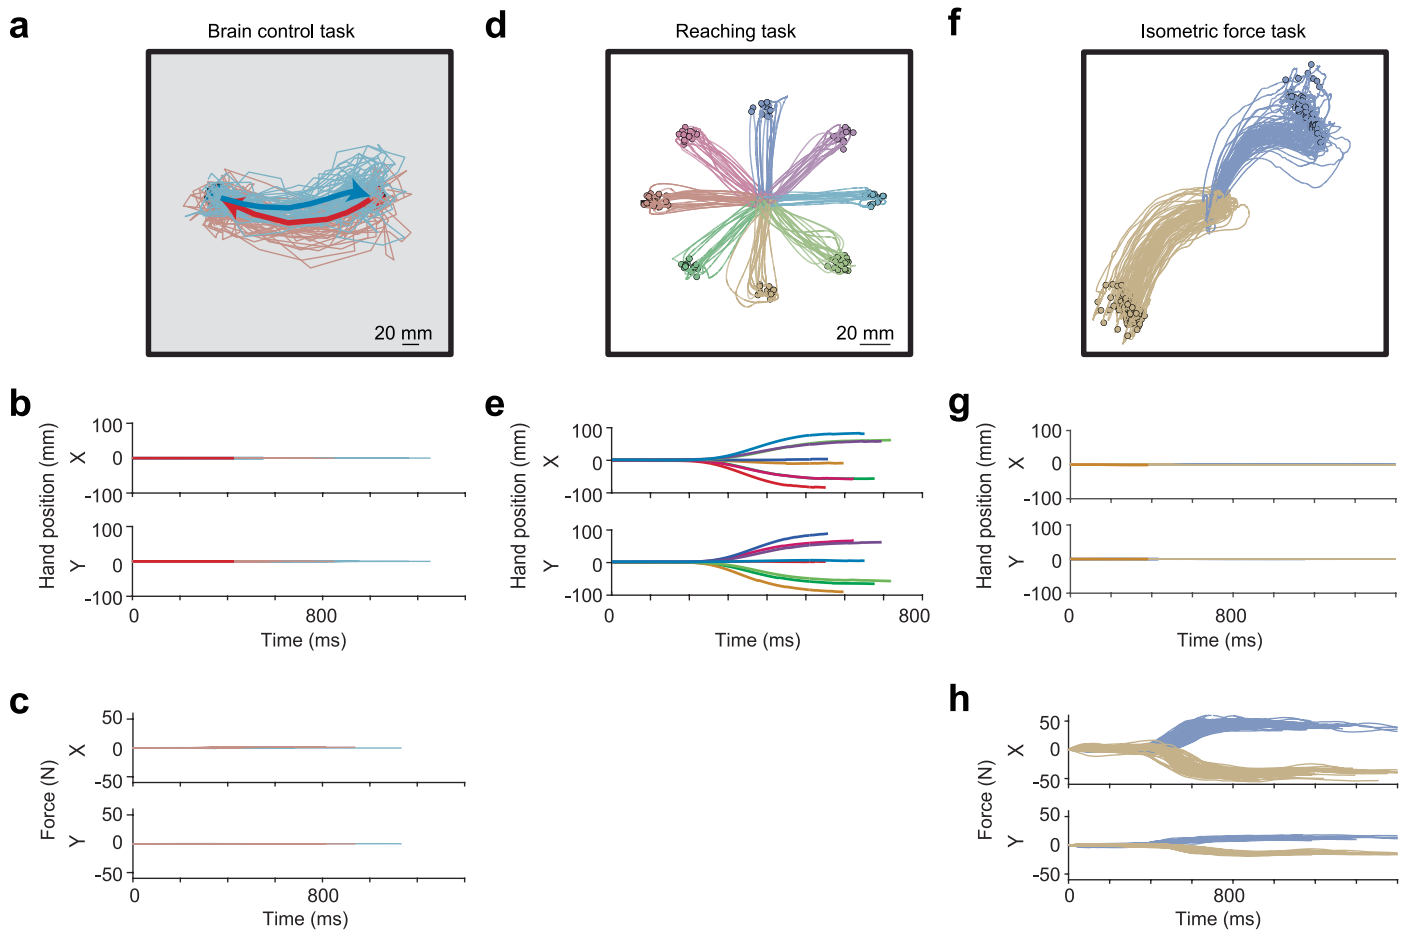 a
Brain control task
20 mm
d
Reaching task
20 mm
f
Isometric force task
b
Hand position (mm)
X
100
0
-100
Y
100
0
-100
0
800
Time (ms)
e
Hand position (mm)
X
100
0
-100
Y
100
0
-100
0
800
Time (ms)
g
Hand position (mm)
X
100
0
-100
Y
100
0
-100
0
800
Time (ms)
c
Force (N)
X
50
0
-50
Y
50
0
-50
0
800
Time (ms)
h
Force (N)
X
50
0
-50
Y
50
0
-50
0
800
Time (ms)